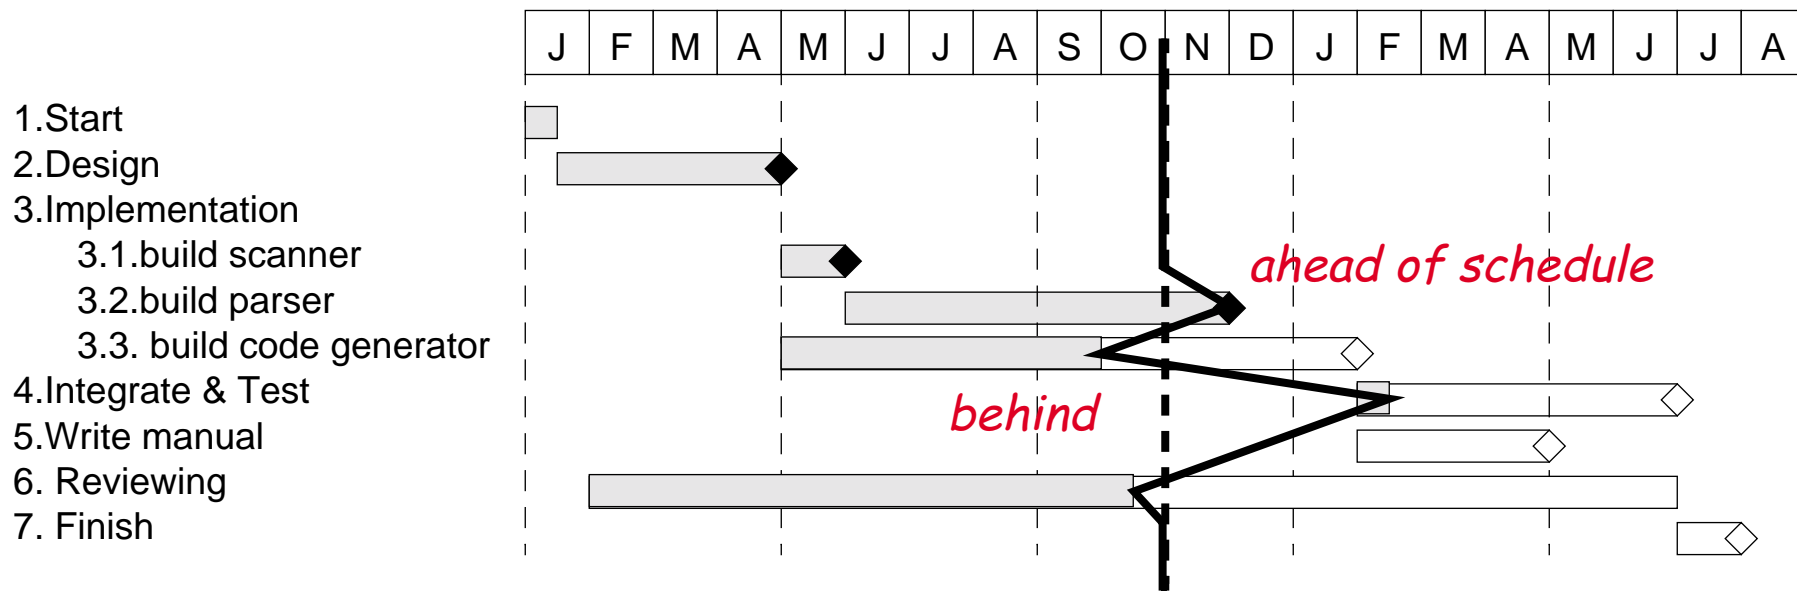 J F M A M J J A S O N D J F M A M J J A
1.Start
2.Design
3.Implementation
3.1.build scanner
ahead of schedule
3.2.build parser
3.3. build code generator
4.Integrate & Test
behind
5.Write manual
6. Reviewing
7. Finish